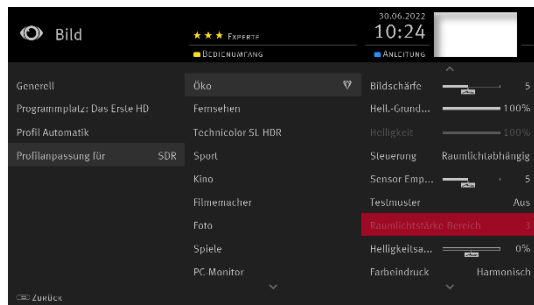 30.06.2022
Bild
★ ★ ★ Experte
10:24
Bedienumfang
Anleitung
Generell
Programmplatz: Das Erste HD
Profil Automatik
Profilanpassung für SDR
Öko
Fernsehen
Technicolor SL HDR
Sport
Kino
Filmemacher
Foto
Spiele
PC Monitor
Bildschärfe 5
Hell.-Grund... 100%
Helligkeit 100%
Steuerung Raumlichtabhängig
Sensor Emp... 5
Testmuster Aus
Raumlichtstärke Bereich 3
Helligkeitsa... 0%
Farbeindruck Harmonisch
Zurück